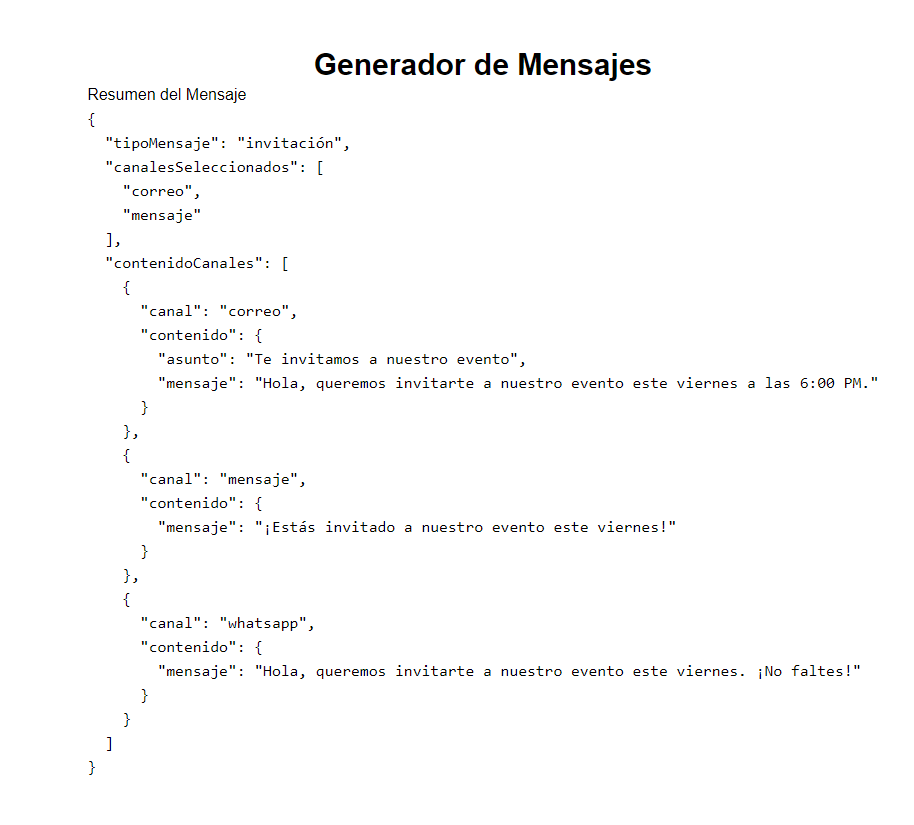 Generador de Mensajes
Resumen del Mensaje
{
  "tipoMensaje": "invitación",
  "canalesSeleccionados": [
    "correo",
    "mensaje"
  ],
  "contenidoCanales": [
    {
      "canal": "correo",
      "contenido": {
        "asunto": "Te invitamos a nuestro evento",
        "mensaje": "Hola, queremos invitarte a nuestro evento este viernes a las 6:00 PM."
      }
    },
    {
      "canal": "mensaje",
      "contenido": {
        "mensaje": "¡Estás invitado a nuestro evento este viernes!"
      }
    },
    {
      "canal": "whatsapp",
      "contenido": {
        "mensaje": "Hola, queremos invitarte a nuestro evento este viernes. ¡No faltes!"
      }
    }
  ]
}